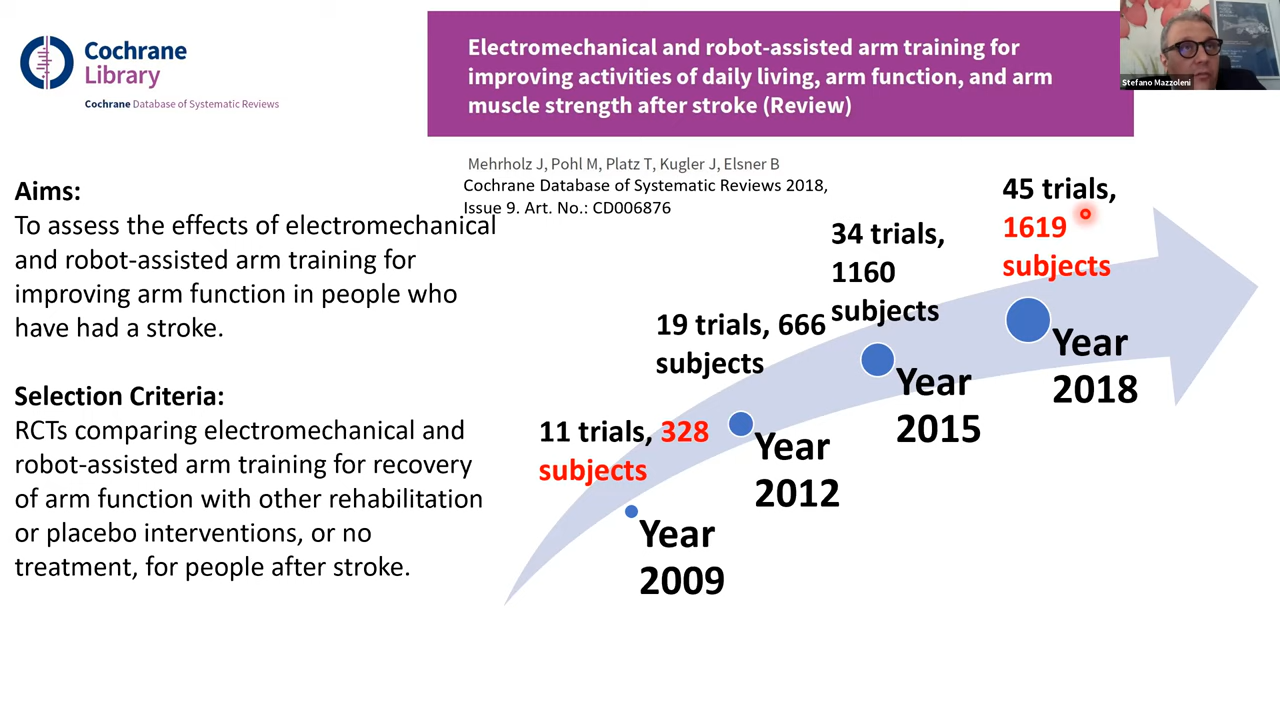 Cochrane
Library
Cochrane Database of Systematic Reviews
Electromechanical and robot-assisted arm training for
improving activities of daily living, arm function, and arm
muscle strength after stroke (Review)
Stefano Mazzoleni
Mehrholz J, Pohl M, Platz T, Kugler J, Elsner B
Cochrane Database of Systematic Reviews 2018,
Issue 9. Art. No.: CD006876
Aims:
To assess the effects of electromechanical
and robot-assisted arm training for
improving arm function in people who
have had a stroke.
Selection Criteria:
RCTs comparing electromechanical and
robot-assisted arm training for recovery
of arm function with other rehabilitation
or placebo interventions, or no
treatment, for people after stroke.
11 trials, 328
subjects
Year
2009
19 trials, 666
subjects
Year
2012
34 trials,
1160
subjects
Year
2015
45 trials,
1619
subjects
Year
2018